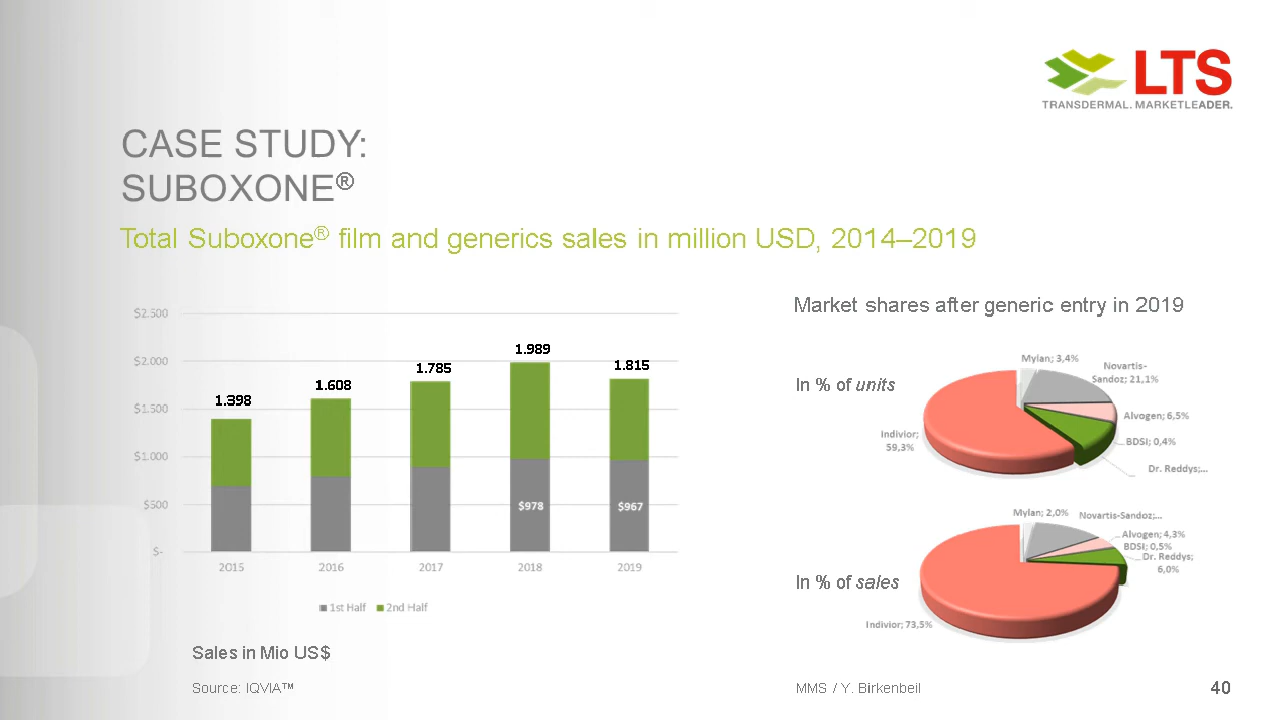 LTS
TRANSDERMAL. MARKETLEADER.
CASE STUDY:
SUBOXONE®
Total Suboxone® film and generics sales in million USD, 2014–2019
$2.500
$2.000
$1.500
$1.000
$500
$-
1.398
1.608
1.785
1.989
1.815
$978
$967
2015
2016
2017
2018
2019
1st Half
2nd Half
Sales in Mio US$
Source: IQVIA™
Market shares after generic entry in 2019
In % of units
Mylan; 3,4%
Novartis-
Sandoz; 21,1%
Alvogen; 6,5%
BDSI; 0,4%
Dr. Reddys;...
Indivior;
59,3%
In % of sales
Mylan; 2,0%
Novartis-Sandoz;...
Alvogen; 4,3%
BDSI; 0,5%
Dr. Reddys;
6,0%
Indivior; 73,5%
MMS / Y. Birkenbeil
40